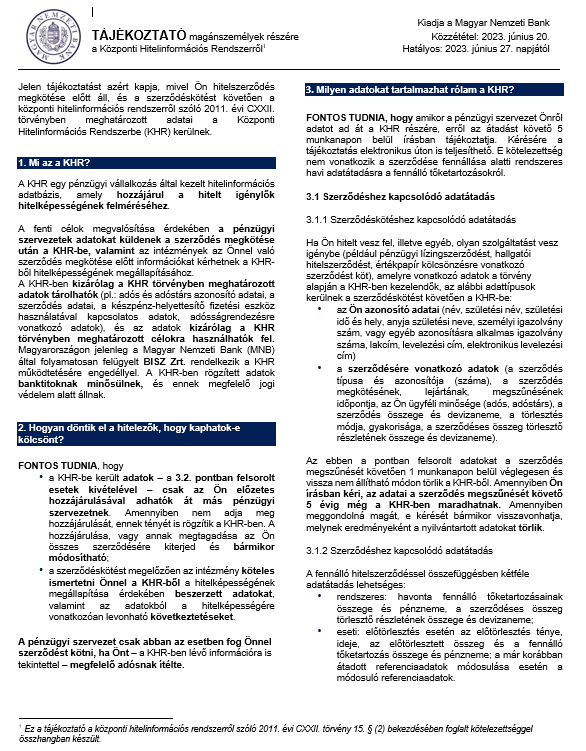 MAGYAR NEMZETI BANK
TÁJÉKOZTATÓ magánszemélyek részére
a Központi Hitelinformációs Rendszerről¹
Kiadja a Magyar Nemzeti Bank
Közzététel: 2023. június 20.
Hatályos: 2023. június 27. napjától
Jelen tájékoztatást azért kapja, mivel Ön hitelszerződés
megkötése előtt áll, és a szerződéskötést követően a
központi hitelinformációs rendszerről szóló 2011. évi CXXII.
törvényben meghatározott adatai a Központi
Hitelinformációs Rendszerbe (KHR) kerülnek.
1. Mi az a KHR?
A KHR egy pénzügyi vállalkozás által kezelt hitelinformációs
adatbázis, amely hozzájárul a hitelt igénylők
hitelképességének felméréséhez.
A fenti célok megvalósítása érdekében a pénzügyi
szervezetek adatokat küldenek a szerződés megkötése
után a KHR-be, valamint az intézmények az Önnel való
szerződés megkötése előtt információkat kérhetnek a KHR-
ből hitelképességének megállapításához.
A KHR-ben kizárólag a KHR törvényben meghatározott
adatok tárolhatók (pl.: adós és adóstárs azonosító adatai, a
szerződés adatai, a készpénz-helyettesítő fizetési eszköz
használatával kapcsolatos adatok, adósságrendezésre
vonatkozó adatok), és az adatok kizárólag a KHR
törvényben meghatározott célokra használhatók fel.
Magyarországon jelenleg a Magyar Nemzeti Bank (MNB)
által folyamatosan felügyelt BISZ Zrt. rendelkezik a KHR
működtetésére engedéllyel. A KHR-ben rögzített adatok
banktitoknak minősülnek, és ennek megfelelő jogi
védelem alatt állnak.
2. Hogyan döntik el a hitelezők, hogy kaphatok-e
kölcsönt?
FONTOS TUDNIA, hogy
• a KHR-be került adatok – a 3.2. pontban felsorolt
esetek kivételével – csak az Ön előzetes
hozzájárulásával adhatók át más pénzügyi
szervezetnek. Amennyiben nem adja meg
hozzájárulását, ennek tényét is rögzítik a KHR-ben. A
hozzájárulása, vagy annak megtagadása az Ön
összes szerződésére kiterjed és bármikor
módosítható;
• a szerződéskötést megelőzően az intézmény köteles
ismertetni Önnel a KHR-ből a hitelképességének
megállapítása érdekében beszerzett adatokat,
valamint az adatokból a hitelképességére
vonatkozóan levonható következtetéseket.
A pénzügyi szervezet csak abban az esetben fog Önnel
szerződést kötni, ha Önt – a KHR-ben lévő információra is
tekintettel – megfelelő adósnak ítélte.
3. Milyen adatokat tartalmazhat rólam a KHR?
FONTOS TUDNIA, hogy amikor a pénzügyi szervezet Önről
adatot ad át a KHR részére, erről az átadást követő 5
munkanapon belül írásban tájékoztatja. Kérésére a
tájékoztatás elektronikus úton is teljesíthető. E kötelezettség
nem vonatkozik a szerződése fennállása alatti rendszeres
havi adatátadásra a fennálló tőketartozásokról.
3.1 Szerződéshez kapcsolódó adatátadás
3.1.1 Szerződéskötéshez kapcsolódó adatátadás
Ha Ön hitelt vesz fel, illetve egyéb, olyan szolgáltatást vesz
igénybe (például pénzügyi lízingszerződést, hallgatói
hitelszerződést, értékpapír kölcsönzésre vonatkozó
szerződést köt), amelyre vonatkozó adatok a törvény
alapján a KHR-ben kezelendők, az alábbi adattípusok
kerülnek a szerződéskötést követően a KHR-be:
• az Ön azonosító adatai (név, születési név, születési
idő és hely, anyja születési neve, személyi igazolvány
szám, vagy egyéb azonosításra alkalmas igazolvány
száma, lakcím, levelezési cím, elektronikus levelezési
cím)
• a szerződésére vonatkozó adatok (a szerződés
típusa és azonosítója (száma), a szerződés
megkötésének, lejártának, megszűnésének
időpontja, az Ön ügyféli minősége (adós, adóstárs), a
szerződés összege és devizaneme, a törlesztés
módja, gyakorisága, a szerződéses összeg törlesztő
részletének összege és devizaneme).
Az ebben a pontban felsorolt adatokat a szerződés
megszűnését követően 1 munkanapon belül véglegesen és
vissza nem állítható módon törlik a KHR-ből. Amennyiben Ön
írásban kéri, az adatai a szerződés megszűnését követő
5 évig még a KHR-ben maradhatnak. Amennyiben
meggondolná magát, e kérését bármikor visszavonhatja,
melynek eredményeként a nyilvántartott adatokat törlik.
3.1.2 Szerződéshez kapcsolódó adatátadás
A fennálló hitelszerződéssel összefüggésben kétféle
adatátadás lehetséges:
• rendszeres: havonta fennálló tőketartozásainak
összege és pénzneme, a szerződéses összeg
törlesztő részletének összege és devizaneme;
• eseti: előtörlesztés esetén az előtörlesztés ténye,
ideje, az előtörlesztett összeg és a fennálló
tőketartozás összege és pénzneme; a már korábban
átadott referenciaadatok módosulása esetén a
módosuló referenciaadatok.
¹ Ez a tájékoztató a központi hitelinformációs rendszerről szóló 2011. évi CXXII. törvény 15. § (2) bekezdésében foglalt kötelezettséggel
összhangban készült.